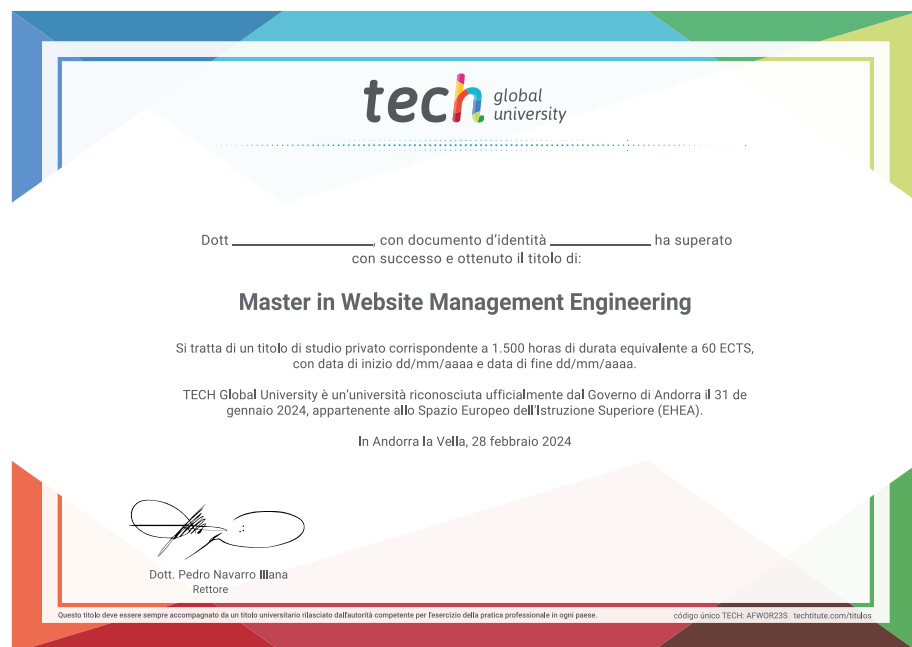 tech global university
Dott ____________, con documento d'identità ____________ ha superato
con successo e ottenuto il titolo di:
Master in Website Management Engineering
Si tratta di un titolo di studio privato corrispondente a 1.500 horas di durata equivalente a 60 ECTS,
con data di inizio dd/mm/aaaa e data di fine dd/mm/aaaa.
TECH Global University è un'università riconosciuta ufficialmente dal Governo di Andorra il 31 de
gennaio 2024, appartenente allo Spazio Europeo dell'Istruzione Superiore (EHEA).
In Andorra la Vella, 28 febbraio 2024
Dott. Pedro Navarro Illana
Rettore
Questo titolo deve essere sempre accompagnato da un titolo universitario rilasciato dall'autorità competente per l'esercizio della pratica professionale in ogni paese.
código único TECH: AFWOR23S techtitute.com/titulos